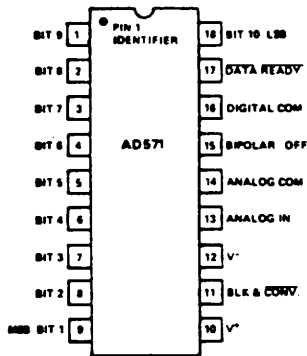 PIN 1
IDENTIFIER
BIT 9 1 18 BIT 10 LSB
BIT 8 2 17 DATA READY
BIT 7 3 16 DIGITAL COM
BIT 6 4 AD571 15 BIPOLAR OFF
BIT 5 5 14 ANALOG COM
BIT 4 6 13 ANALOG IN
BIT 3 7 12 V-
BIT 2 8 11 BLK & CONV.
MSB BIT 1 9 10 V+